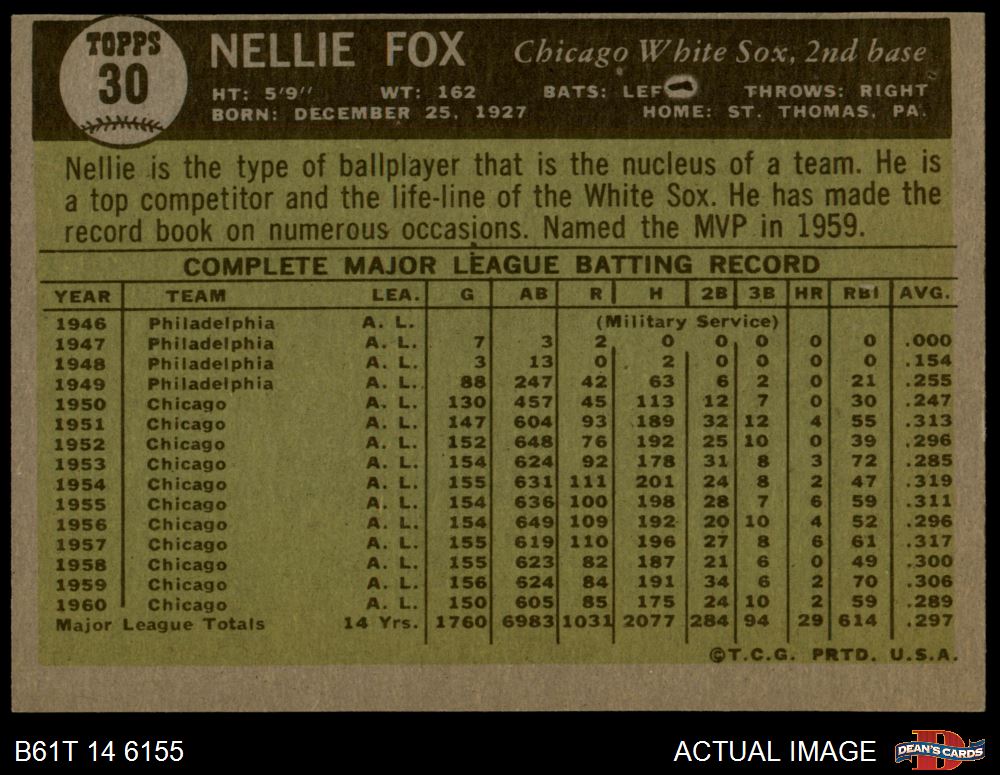 TOPPS
30
NELLIE FOX Chicago White Sox, 2nd base
HT: 5'9" WT: 162 BATS: LEF THROWS: RIGHT
BORN: DECEMBER 25, 1927 HOME: ST. THOMAS, PA.
Nellie is the type of ballplayer that is the nucleus of a team. He is
a top competitor and the life-line of the White Sox. He has made the
record book on numerous occasions. Named the MVP in 1959.
COMPLETE MAJOR LEAGUE BATTING RECORD
YEAR TEAM LEA. G AB R H 2B 3B HR RBI AVG.
1946 Philadelphia A. L. (Military Service)
1947 Philadelphia A. L. 7 3 2 0 0 0 0 0 .000
1948 Philadelphia A. L. 3 13 0 2 0 0 0 0 .154
1949 Philadelphia A. L. 88 247 42 63 6 2 0 21 .255
1950 Chicago A. L. 130 457 45 113 12 7 0 30 .247
1951 Chicago A. L. 147 604 93 189 32 12 4 55 .313
1952 Chicago A. L. 152 648 76 192 25 10 0 39 .296
1953 Chicago A. L. 154 624 92 178 31 8 3 72 .285
1954 Chicago A. L. 155 631 111 201 24 8 2 47 .319
1955 Chicago A. L. 154 636 100 198 28 7 6 59 .311
1956 Chicago A. L. 154 649 109 192 20 10 4 52 .296
1957 Chicago A. L. 155 619 110 196 27 8 6 61 .317
1958 Chicago A. L. 155 623 82 187 21 6 0 49 .300
1959 Chicago A. L. 156 624 84 191 34 6 2 70 .306
1960 Chicago A. L. 150 605 85 175 24 10 2 59 .289
Major League Totals 14 Yrs. 1760 6983 1031 2077 284 94 29 614 .297
©T.C.G. PRTD. U.S.A.
B61T 14 6155 ACTUAL IMAGE DEAN'S CARDS